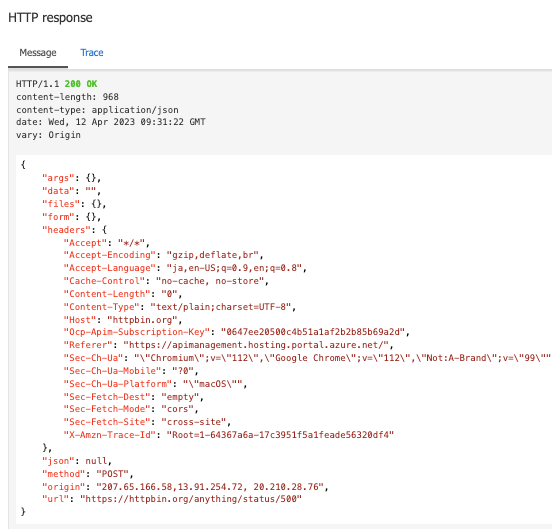 HTTP response
Message Trace
HTTP/1.1 200 OK
content-length: 968
content-type: application/json
date: Wed, 12 Apr 2023 09:31:22 GMT
vary: Origin
{
    "args": {},
    "data": "",
    "files": {},
    "form": {},
    "headers": {
        "Accept": "*/*",
        "Accept-Encoding": "gzip,deflate,br",
        "Accept-Language": "ja,en-US;q=0.9,en;q=0.8",
        "Cache-Control": "no-cache, no-store",
        "Content-Length": "0",
        "Content-Type": "text/plain;charset=UTF-8",
        "Host": "httpbin.org",
        "Ocp-Apim-Subscription-Key": "0647ee20500c4b51a1af2b2b85b69a2d",
        "Referer": "https://apimanagement.hosting.portal.azure.net/",
        "Sec-Ch-Ua": "\"Chromium\";v=\"112\",\"Google Chrome\";v=\"112\",\"Not:A-Brand\";v=\"99\""
        "Sec-Ch-Ua-Mobile": "?0",
        "Sec-Ch-Ua-Platform": "\"macOS\"",
        "Sec-Fetch-Dest": "empty",
        "Sec-Fetch-Mode": "cors",
        "Sec-Fetch-Site": "cross-site",
        "X-Amzn-Trace-Id": "Root=1-64367a6a-17c3951f5a1feade56320df4"
    },
    "json": null,
    "method": "POST",
    "origin": "207.65.166.58,13.91.254.72, 20.210.28.76",
    "url": "https://httpbin.org/anything/status/500"
}